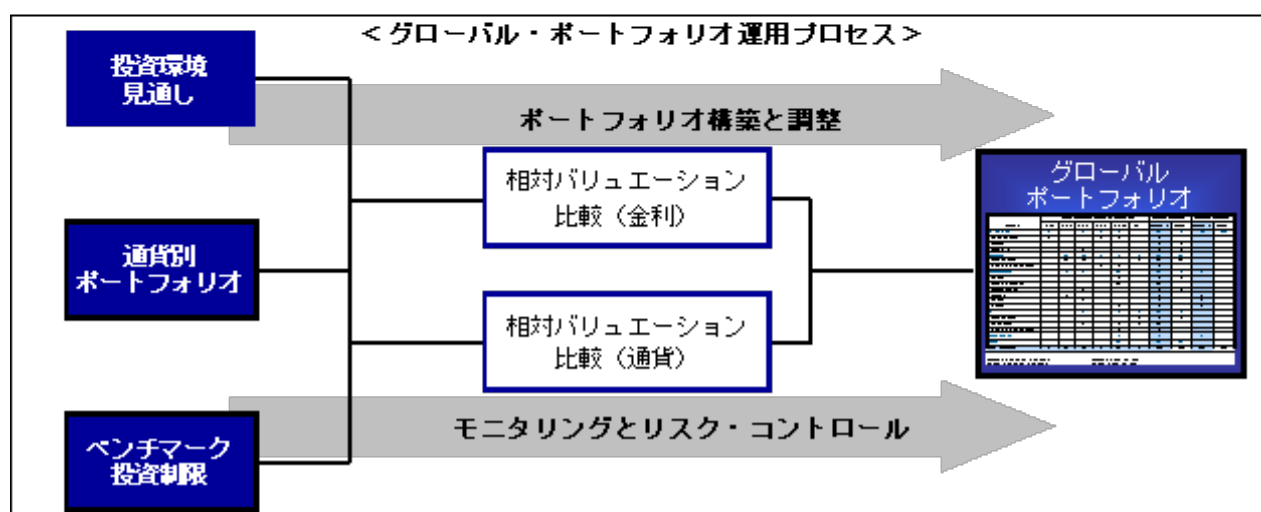 ＜グローバル・ポートフォリオ運用プロセス＞
投資環境
見通し
ポートフォリオ構築と調整
相対バリュエーション
比較（金利）
グローバル
ポートフォリオ
通貨別
ポートフォリオ
相対バリュエーション
比較（通貨）
モニタリングとリスク・コントロール
ベンチマーク
投資制限